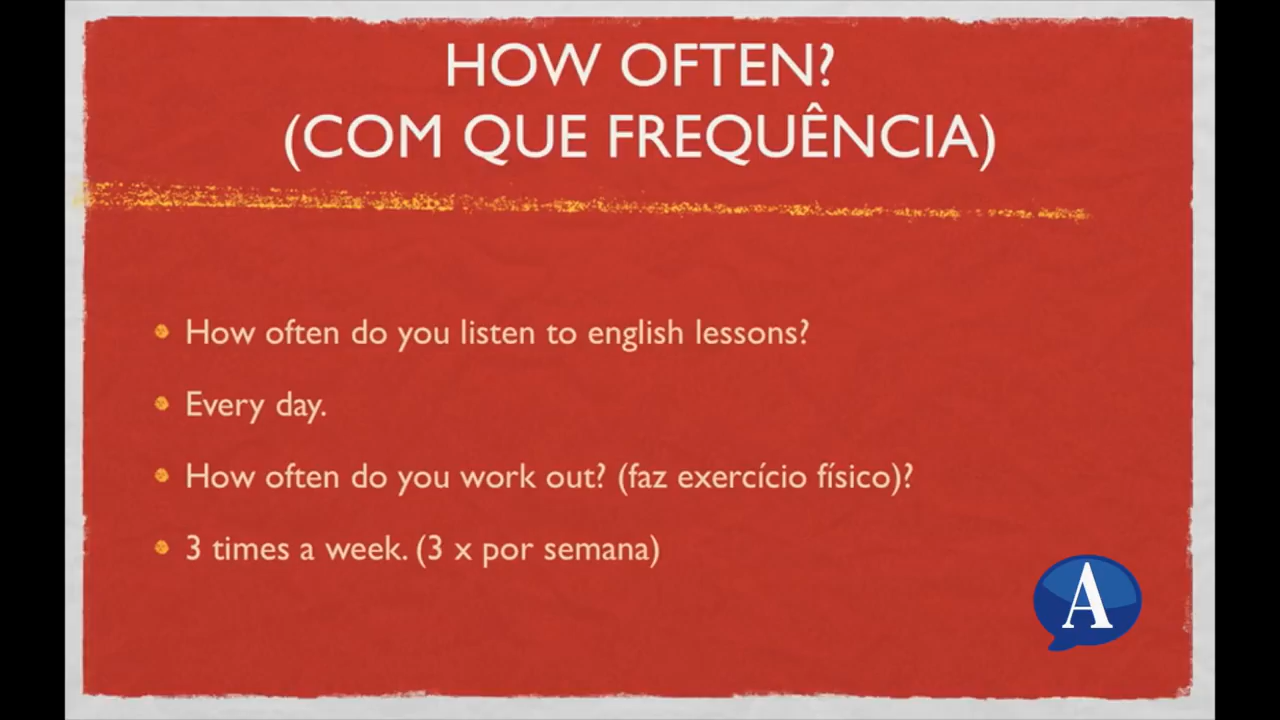 HOW OFTEN?
(COM QUE FREQUÊNCIA)
How often do you listen to english lessons?
Every day.
How often do you work out? (faz exercício físico)?
3 times a week. (3 x por semana)
A